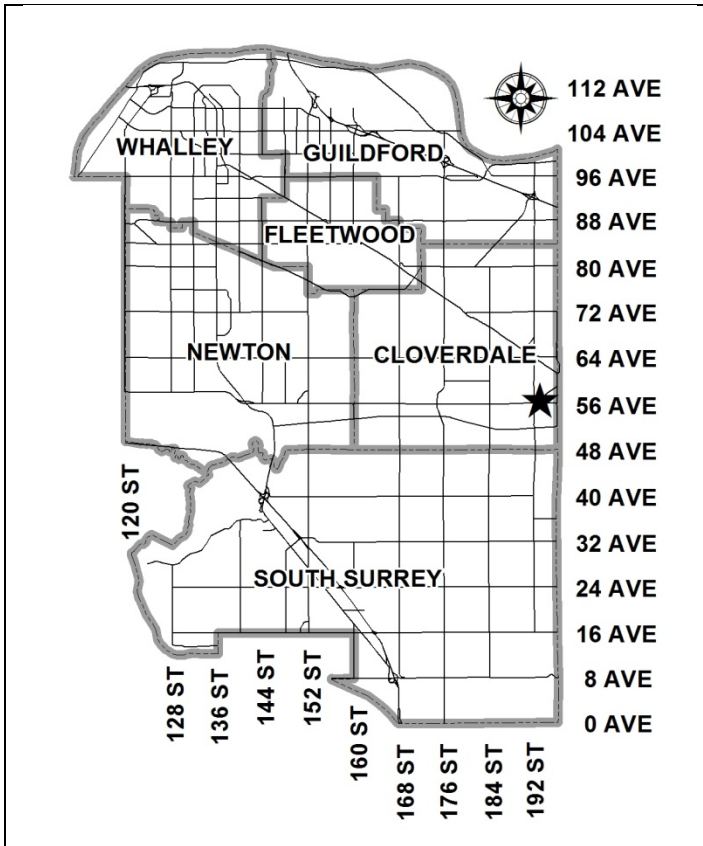 112 AVE
104 AVE
WHALLEY
GUILDFORD
96 AVE
88 AVE
FLEETWOOD
80 AVE
72 AVE
NEWTON
CLOVERDALE
64 AVE
56 AVE
48 AVE
120 ST
40 AVE
32 AVE
SOUTH SURREY
24 AVE
16 AVE
8 AVE
0 AVE
128 ST
136 ST
144 ST
152 ST
160 ST
168 ST
176 ST
184 ST
192 ST